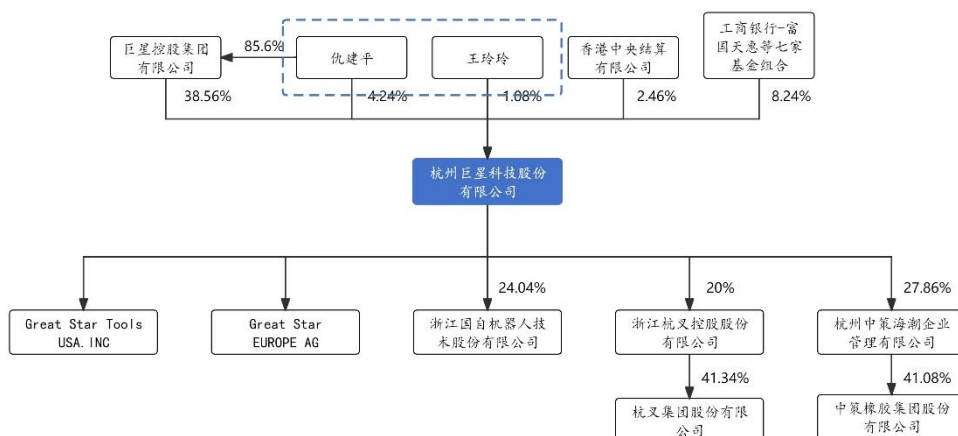 巨星控股集团
有限公司
85.6%
仇建平
王玲玲
香港中央结算
有限公司
工商银行-富
国天惠等七家
基金组合
38.56%
4.24%
1.08%
2.46%
8.24%
杭州巨星科技股份
有限公司
24.04%
20%
27.86%
Great Star Tools
USA.INC
Great Star
EUROPE AG
浙江国自机器人技
术股份有限公司
浙江杭叉控股股份
有限公司
杭州中策海潮企业
管理有限公司
41.34%
41.08%
杭叉集团股份有限
公司
中策橡胶集团股份
有限公司